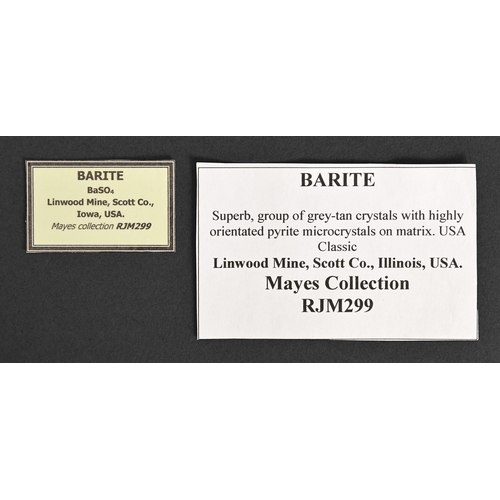 BARITE
BaSO₄
Linwood Mine, Scott Co.,
Iowa, USA.
Mayes collection RJM299
BARITE
Superb, group of grey-tan crystals with highly
orientated pyrite microcrystals on matrix. USA
Classic
Linwood Mine, Scott Co., Illinois, USA.
Mayes Collection
RJM299